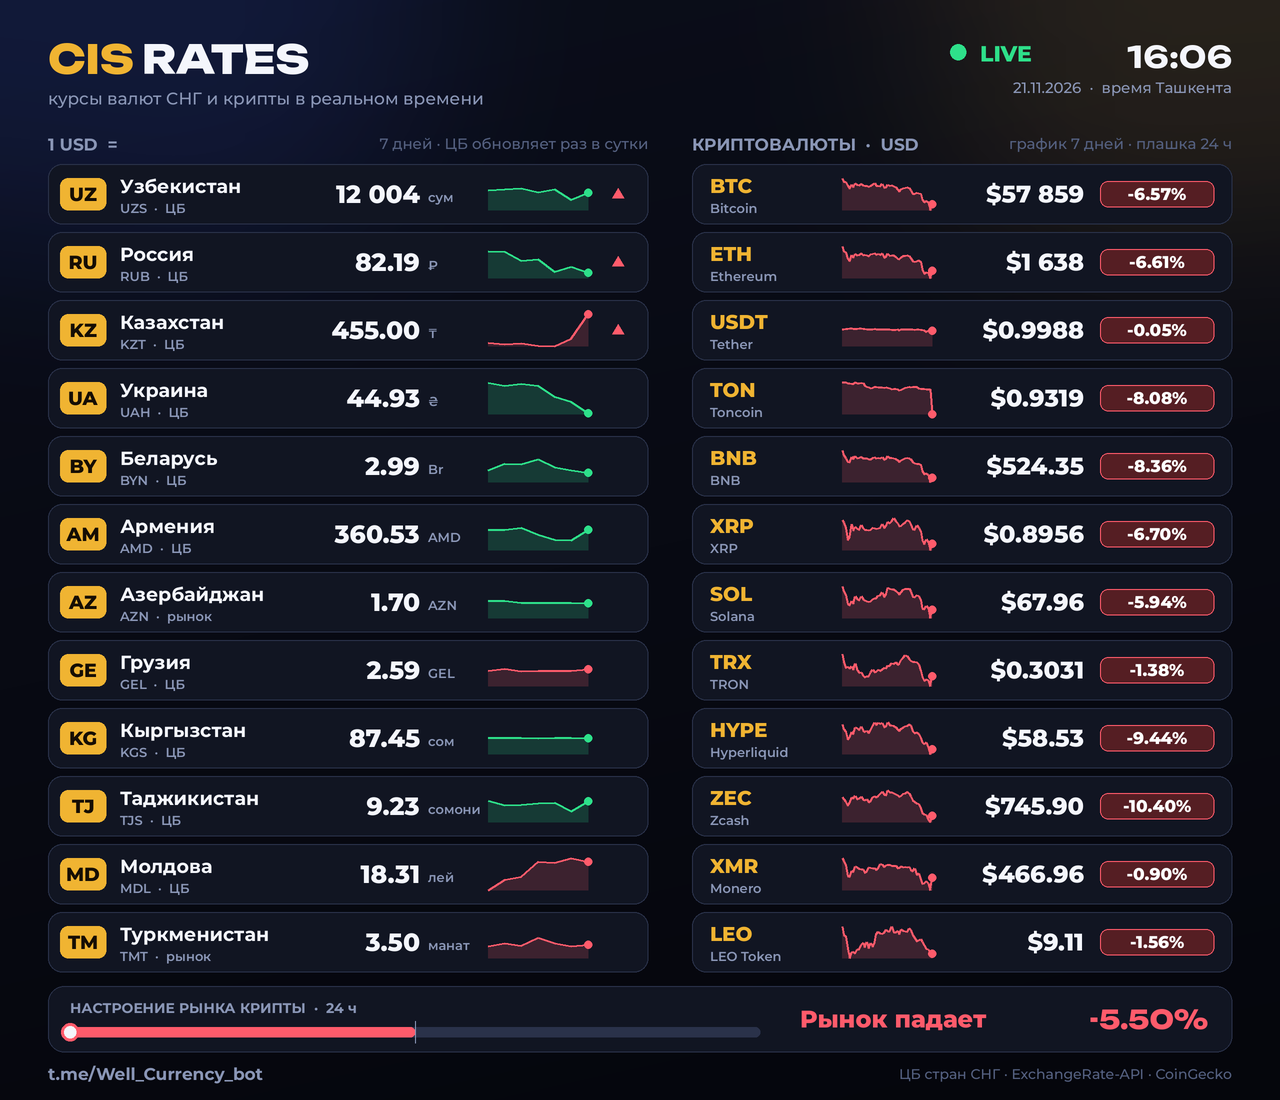 CIS RATES
курсы валют СНГ и крипты в реальном времени
LIVE
16:06
21.11.2026 · время Ташкента
1 USD =
7 дней · ЦБ обновляет раз в сутки
UZ Узбекистан 12 004 сум
UZS · ЦБ
RU Россия 82.19 ₽
RUB · ЦБ
KZ Казахстан 455.00 ₸
KZT · ЦБ
UA Украина 44.93 ₴
UAH · ЦБ
BY Беларусь 2.99 Br
BYN · ЦБ
AM Армения 360.53 AMD
AMD · ЦБ
AZ Азербайджан 1.70 AZN
AZN · рынок
GE Грузия 2.59 GEL
GEL · ЦБ
KG Кыргызстан 87.45 сом
KGS · ЦБ
TJ Таджикистан 9.23 сомони
TJS · ЦБ
MD Молдова 18.31 лей
MDL · ЦБ
TM Туркменистан 3.50 манат
TMT · рынок
КРИПТОВАЛЮТЫ · USD
график 7 дней · плашка 24 ч
BTC $57 859 -6.57%
Bitcoin
ETH $1 638 -6.61%
Ethereum
USDT $0.9988 -0.05%
Tether
TON $0.9319 -8.08%
Toncoin
BNB $524.35 -8.36%
BNB
XRP $0.8956 -6.70%
XRP
SOL $67.96 -5.94%
Solana
TRX $0.3031 -1.38%
TRON
HYPE $58.53 -9.44%
Hyperliquid
ZEC $745.90 -10.40%
Zcash
XMR $466.96 -0.90%
Monero
LEO $9.11 -1.56%
LEO Token
НАСТРОЕНИЕ РЫНКА КРИПТЫ · 24 ч
Рынок падает -5.50%
t.me/Well_Currency_bot
ЦБ стран СНГ · ExchangeRate-API · CoinGecko